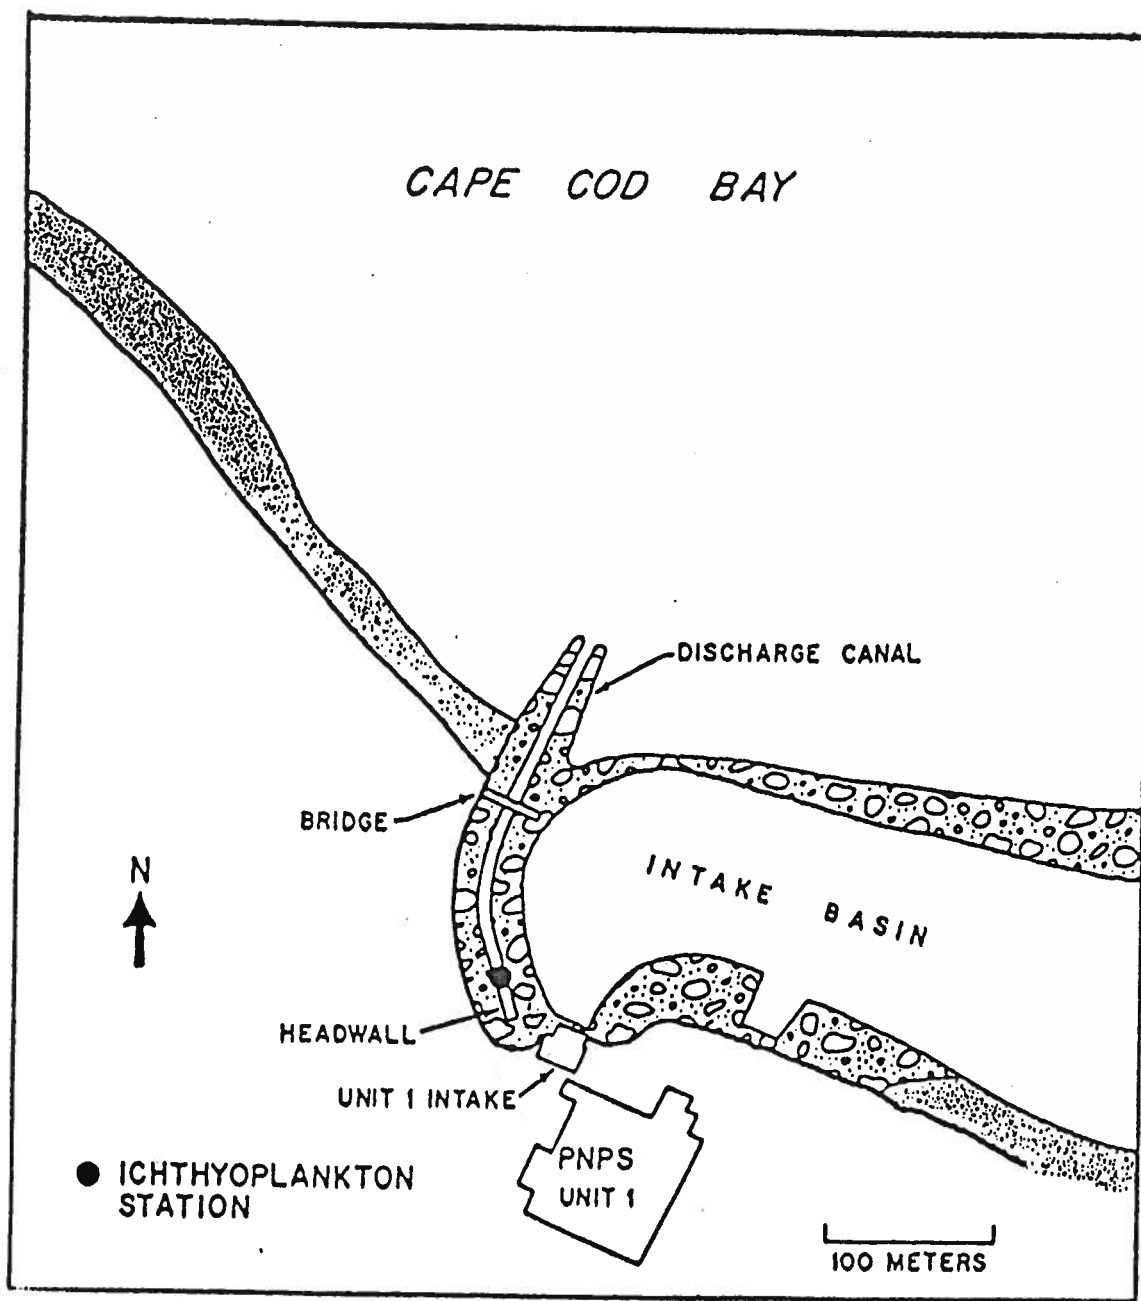 CAPE COD BAY
DISCHARGE CANAL
BRIDGE
INTAKE BASIN
N
HEADWALL
UNIT 1 INTAKE
PNPS
UNIT 1
ICHTHYOPLANKTON
STATION
100 METERS